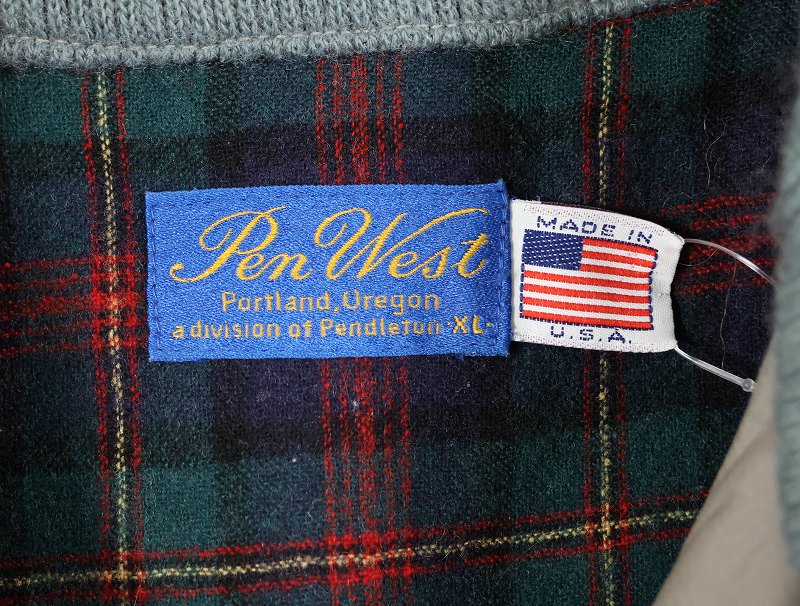 Pen West
Portland, Oregon
a division of Pendleton ·XL·
MADE IN
U.S.A.